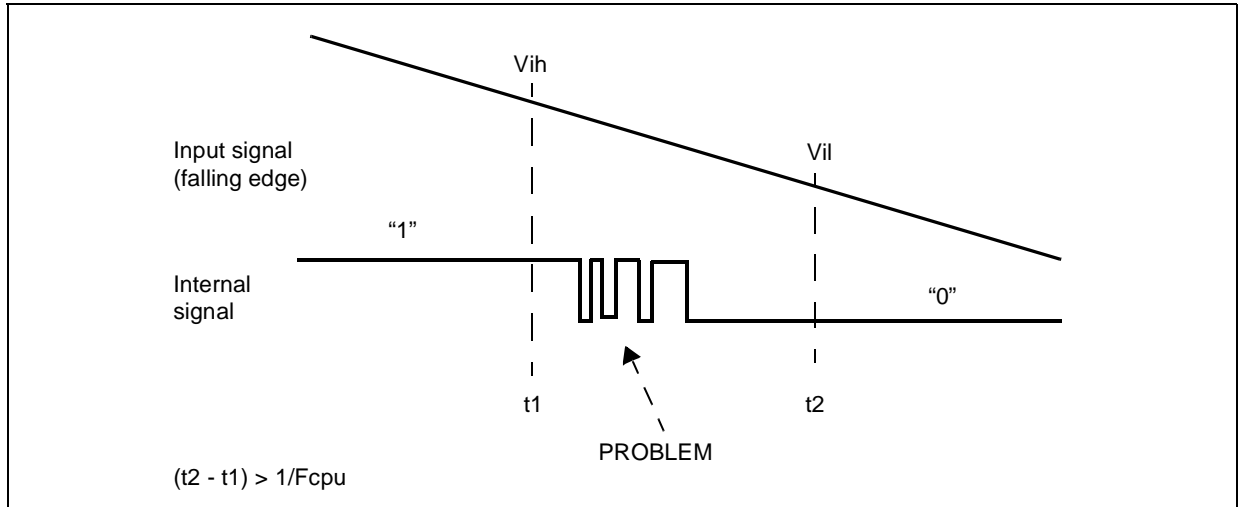 Vih
Input signal
(falling edge)
Vil
“1”
Internal
signal
“0”
t1
t2
PROBLEM
(t2 - t1) > 1/Fcpu